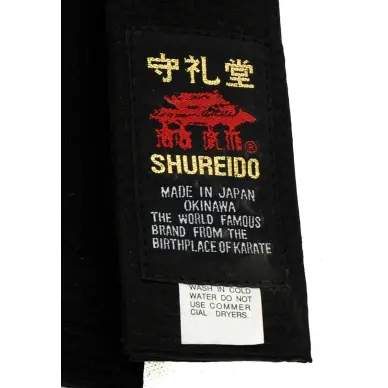 守礼堂
®
SHUREIDO
MADE IN JAPAN
OKINAWA
THE WORLD FAMOUS
BRAND FROM THE
BIRTHPLACE OF KARATE
WASH IN COLD
WATER DO NOT
USE COMMER
CIAL DRYERS.